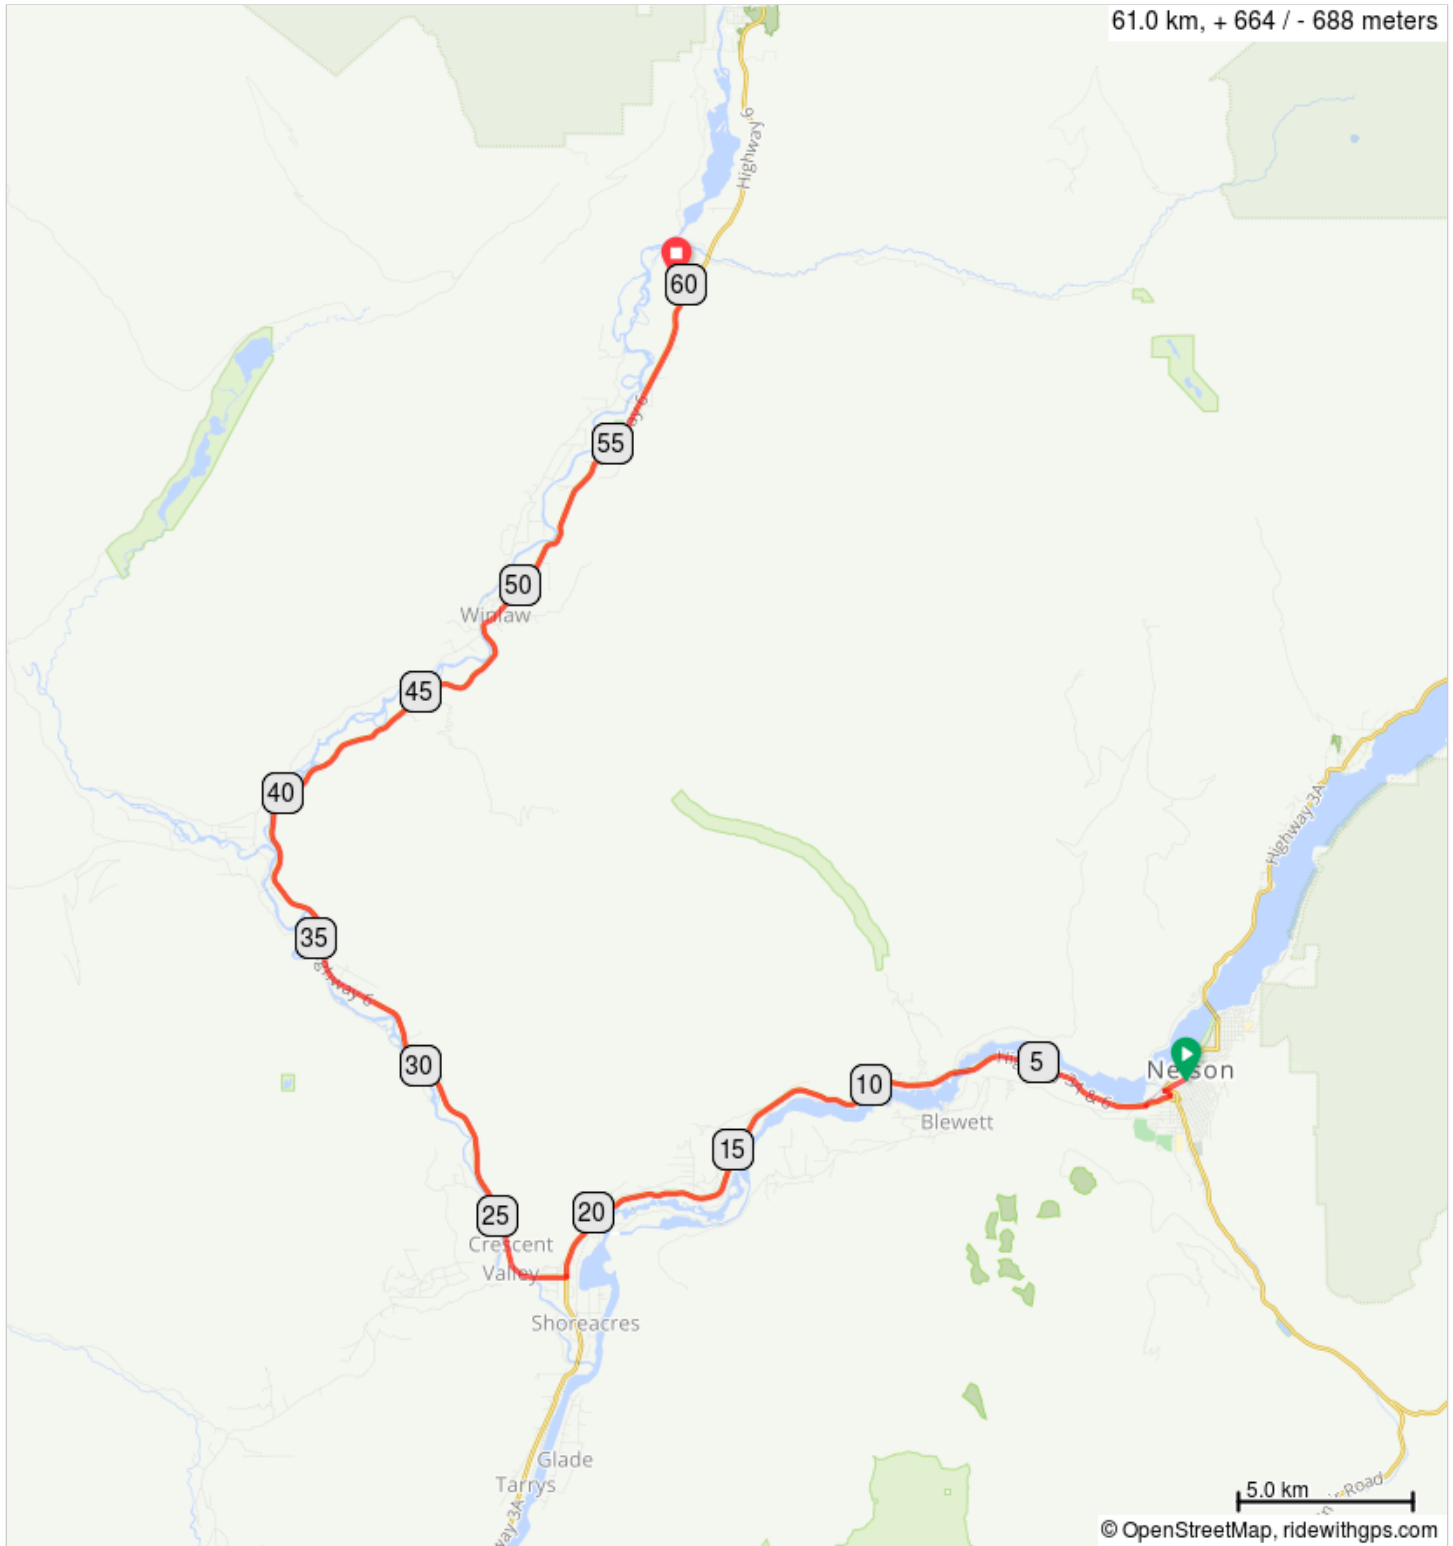 61.0 km, + 664 / - 688 meters
Highway 6
60
55
50
Winlaw
45
40
Highway 3A
35
30
5
Nelson
10
Blewett
15
20
25
Crescent
Valley
Shoreacres
Glade
Tarrys
5.0 km
Road
© OpenStreetMap, ridewithgps.com